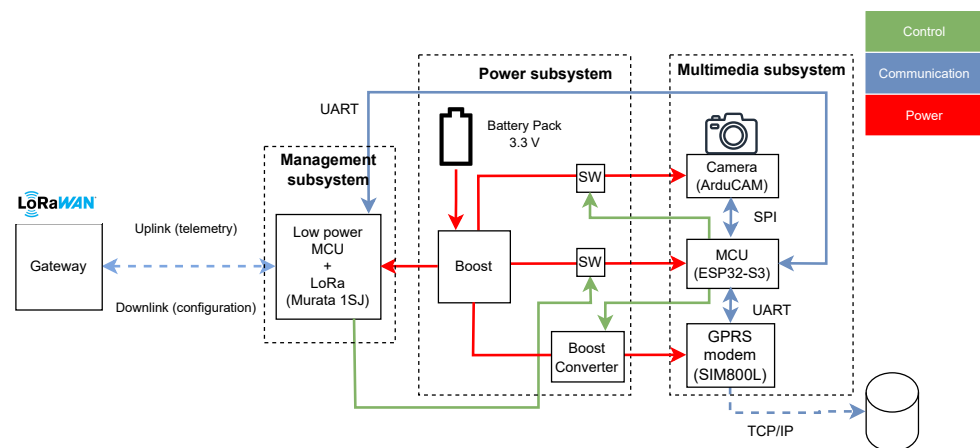 Control
Communication
Power
Power subsystem
Multimedia subsystem
UART
Battery Pack
3.3 V
Management
subsystem
SW
Camera
(ArduCAM)
LoRaWAN
SPI
Uplink (telemetry)
Low power
MCU
+
LoRa
(Murata 1SJ)
Gateway
Boost
SW
MCU
(ESP32-S3)
Downlink (configuration)
UART
Boost
Converter
GPRS
modem
(SIM800L)
TCP/IP